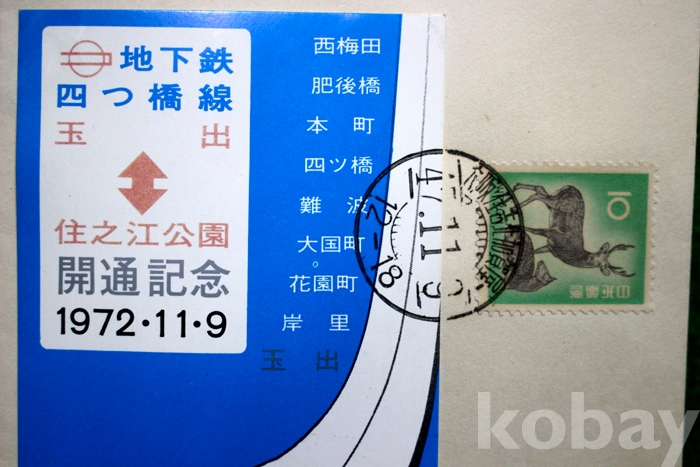 地下鉄
四つ橋線
玉 出
住之江公園
開通記念
1972・11・9
西梅田
肥後橋
本 町
四ツ橋
難 波
大国町
花園町
岸 里
玉 出
47.11.9
12-18
10
日本郵便
kobay